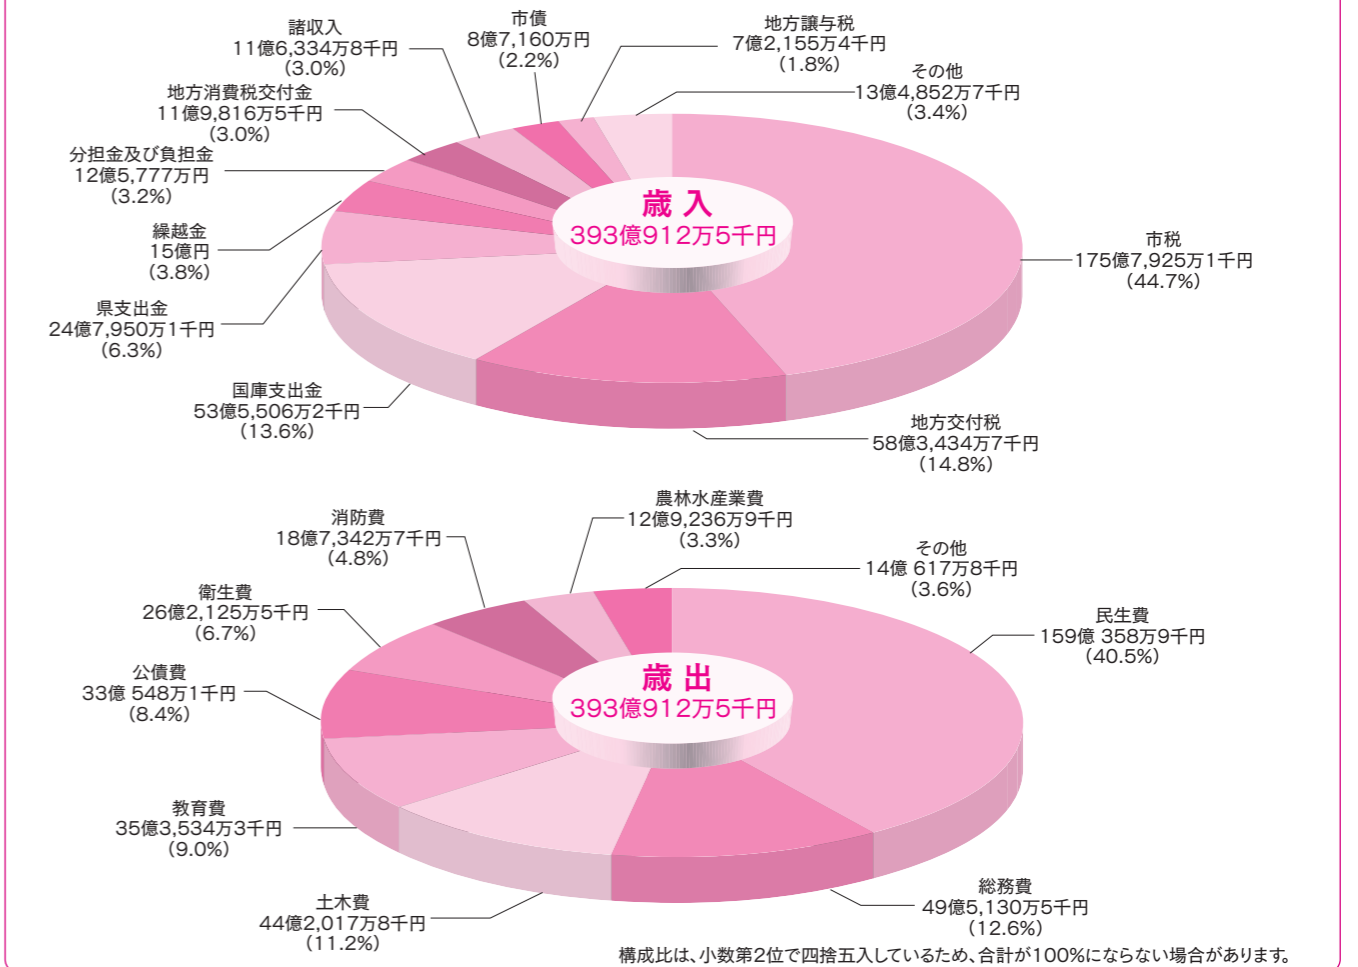 諸収入
11億6,334万8千円
(3.0%)
市債
8億7,160万円
(2.2%)
地方譲与税
7億2,155万4千円
(1.8%)
その他
13億4,852万7千円
(3.4%)
地方消費税交付金
11億9,816万5千円
(3.0%)
分担金及び負担金
12億5,777万円
(3.2%)
繰越金
15億円
(3.8%)
県支出金
24億7,950万1千円
(6.3%)
国庫支出金
53億5,506万2千円
(13.6%)
歳入
393億912万5千円
市税
175億7,925万1千円
(44.7%)
地方交付税
58億3,434万7千円
(14.8%)
農林水産業費
12億9,236万9千円
(3.3%)
消防費
18億7,342万7千円
(4.8%)
その他
14億 617万8千円
(3.6%)
衛生費
26億2,125万5千円
(6.7%)
公債費
33億 548万1千円
(8.4%)
教育費
35億3,534万3千円
(9.0%)
土木費
44億2,017万8千円
(11.2%)
歳出
393億912万5千円
民生費
159億 358万9千円
(40.5%)
総務費
49億5,130万5千円
(12.6%)
構成比は、小数第2位で四捨五入しているため、合計が100%にならない場合があります。